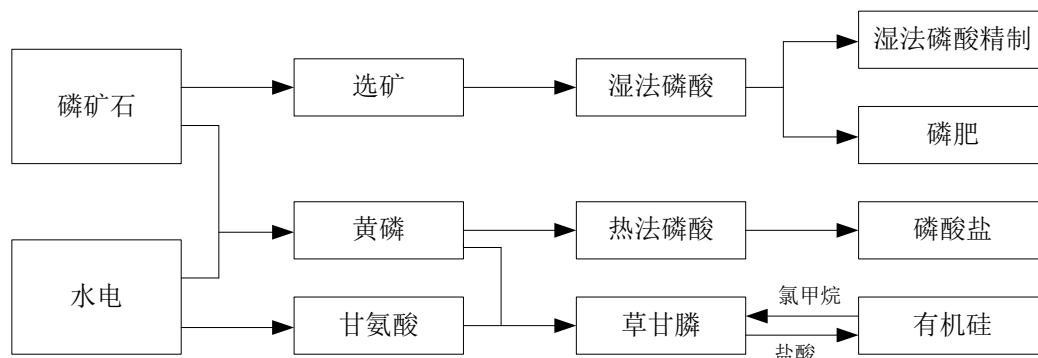 磷矿石
选矿
湿法磷酸
湿法磷酸精制
磷肥
水电
黄磷
热法磷酸
磷酸盐
甘氨酸
草甘膦
氯甲烷
盐酸
有机硅